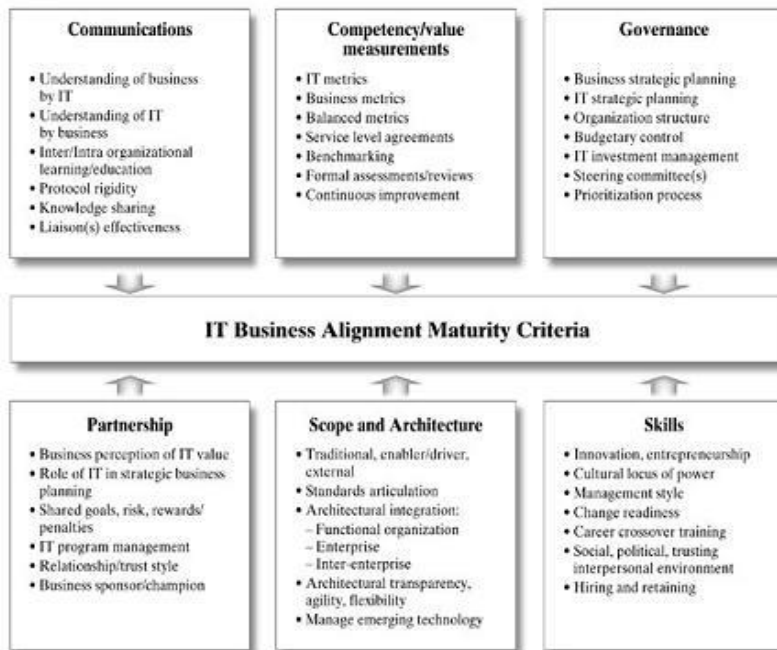 Communications
• Understanding of business
by IT
• Understanding of IT
by business
• Inter/Intra organizational
learning/education
• Protocol rigidity
• Knowledge sharing
• Liaison(s) effectiveness
Competency/value
measurements
• IT metrics
• Business metrics
• Balanced metrics
• Service level agreements
• Benchmarking
• Formal assessments/reviews
• Continuous improvement
Governance
• Business strategic planning
• IT strategic planning
• Organization structure
• Budgetary control
• IT investment management
• Steering committee(s)
• Prioritization process
IT Business Alignment Maturity Criteria
Partnership
• Business perception of IT value
• Role of IT in strategic business
planning
• Shared goals, risk, rewards/
penalties
• IT program management
• Relationship/trust style
• Business sponsor/champion
Scope and Architecture
• Traditional, enabler/driver,
external
• Standards articulation
• Architectural integration:
– Functional organization
– Enterprise
– Inter-enterprise
• Architectural transparency,
agility, flexibility
• Manage emerging technology
Skills
• Innovation, entrepreneurship
• Cultural locus of power
• Management style
• Change readiness
• Career crossover training
• Social, political, trusting
interpersonal environment
• Hiring and retaining